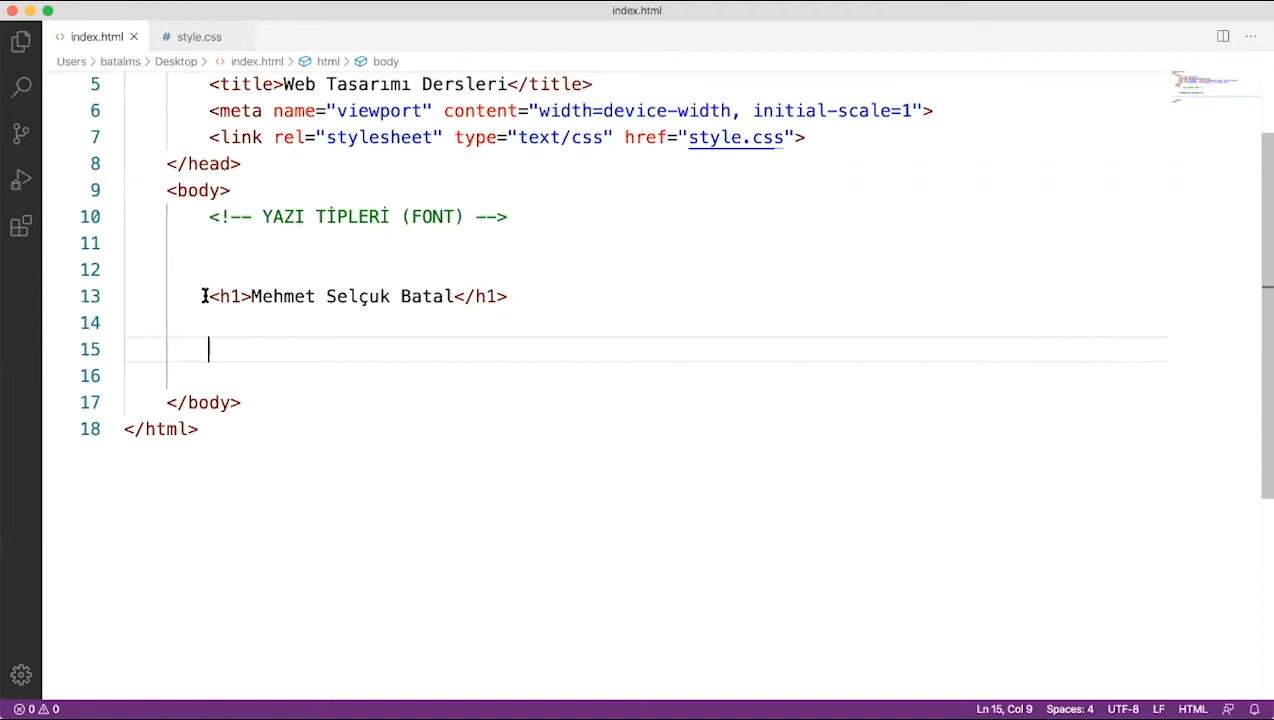 index.html
index.html
style.css
Users > batalms > Desktop > index.html > html > body
5 <title>Web Tasarımı Dersleri</title>
6 <meta name="viewport" content="width=device-width, initial-scale=1">
7 <link rel="stylesheet" type="text/css" href="style.css">
8 </head>
9 <body>
10 <!-- YAZI TİPLERİ (FONT) -->
11
12
13 <h1>Mehmet Selçuk Batal</h1>
14
15
16
17 </body>
18 </html>
0 0 Ln 15, Col 9 Spaces: 4 UTF-8 LF HTML